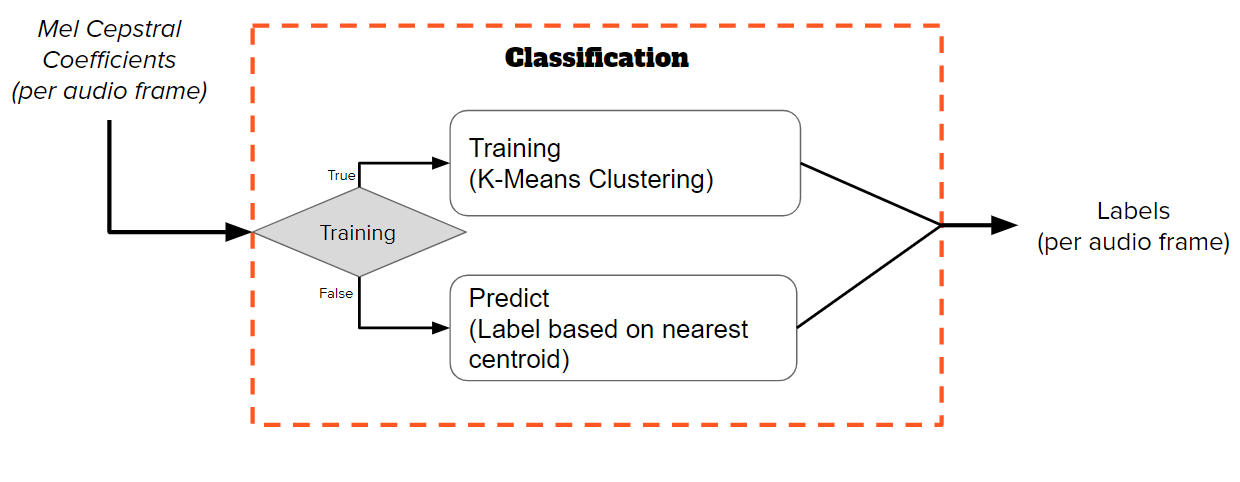 Mel Cepstral
Coefficients
(per audio frame)
Classification
Training
(K-Means Clustering)
True
Training
False
Predict
(Label based on nearest
centroid)
Labels
(per audio frame)